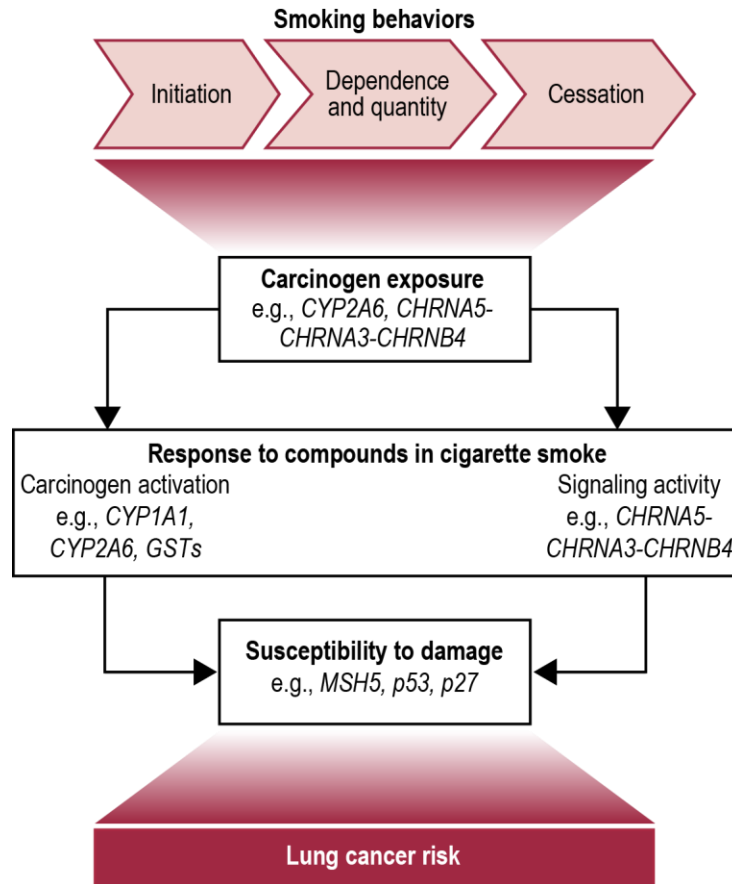 Smoking behaviors
Initiation
Dependence
and quantity
Cessation
Carcinogen exposure
e.g., CYP2A6, CHRNA5-
CHRNA3-CHRNB4
Response to compounds in cigarette smoke
Carcinogen activation
e.g., CYP1A1,
CYP2A6, GSTs
Signaling activity
e.g., CHRNA5-
CHRNA3-CHRNB4
Susceptibility to damage
e.g., MSH5, p53, p27
Lung cancer risk